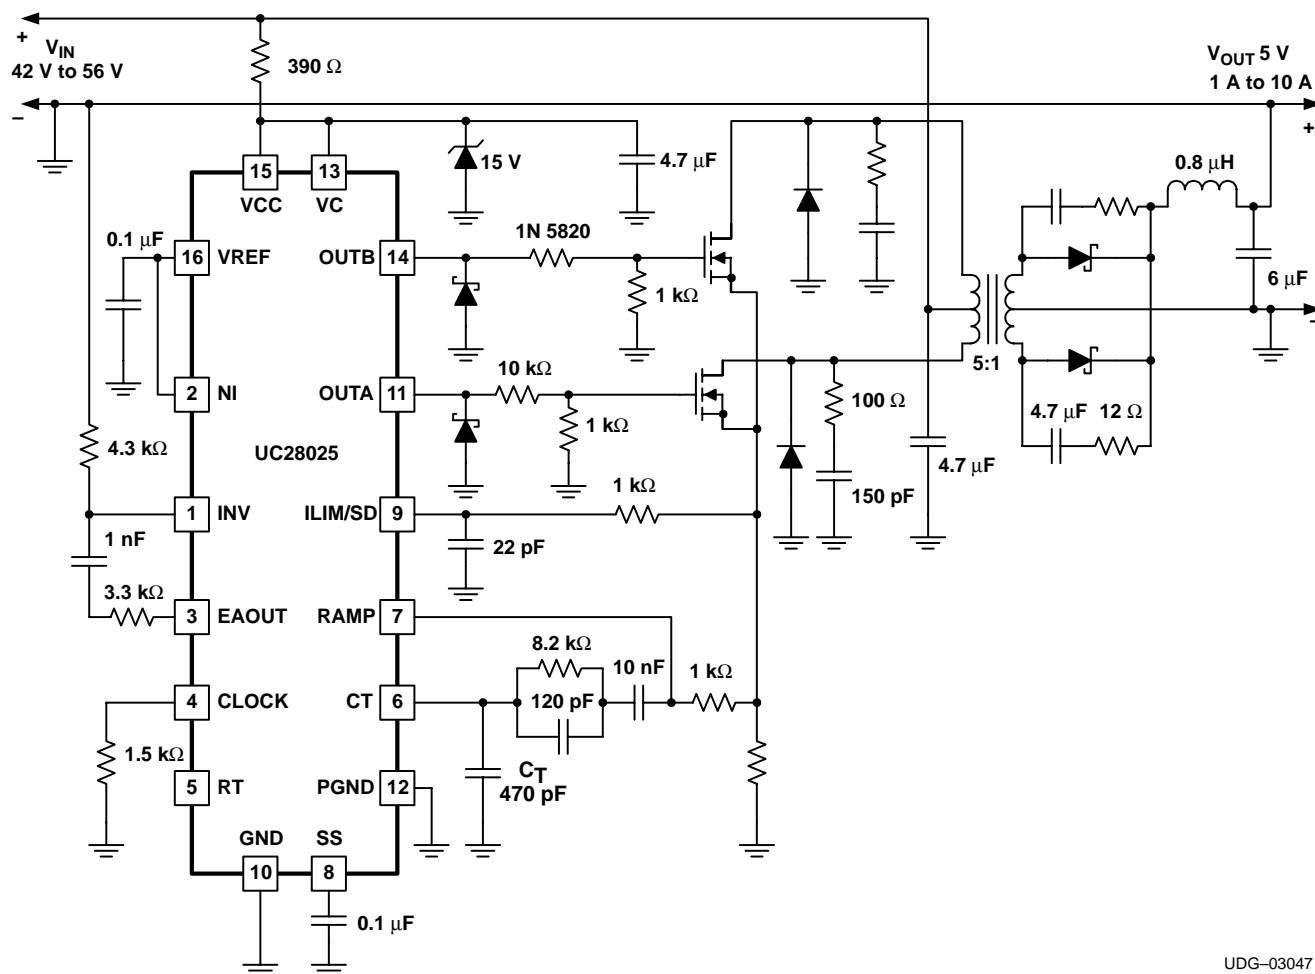 +
V_IN
42 V to 56 V
390 Ω
V_OUT 5 V
1 A to 10 A
–
+
15
13
15 V
4.7 μF
0.8 μH
VCC
VC
0.1 μF
1N 5820
16
VREF
OUTB
14
1 kΩ
6 μF
–
5:1
10 kΩ
2
NI
OUTA
11
100 Ω
4.7 μF
12 Ω
1 kΩ
4.3 kΩ
UC28025
4.7 μF
1 kΩ
150 pF
1
INV
ILIM/SD
9
1 nF
22 pF
3.3 kΩ
3
EAOUT
RAMP
7
8.2 kΩ
10 nF
1 kΩ
4
CLOCK
CT
6
120 pF
1.5 kΩ
C_T
470 pF
5
RT
PGND
12
GND
SS
10
8
0.1 μF
UDG–03047